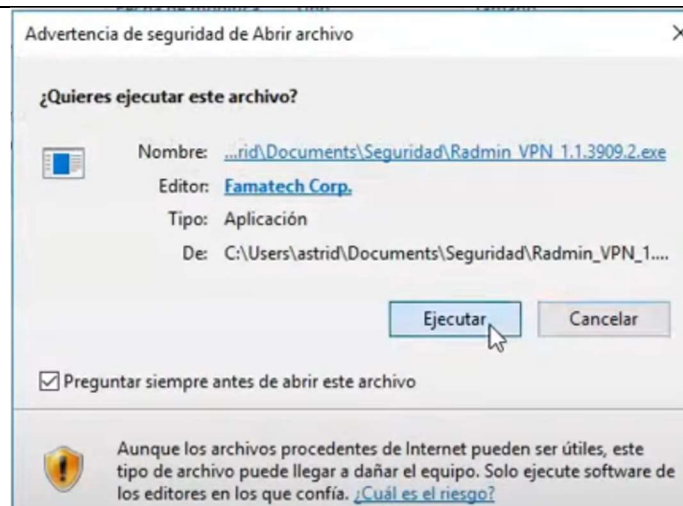 Advertencia de seguridad de Abrir archivo
¿Quieres ejecutar este archivo?
Nombre: ...rid\Documents\Seguridad\Radmin_VPN_1.1.3909.2.exe
Editor: Famatech Corp.
Tipo: Aplicación
De: C:\Users\astrid\Documents\Seguridad\Radmin_VPN_1....
Ejecutar Cancelar
Preguntar siempre antes de abrir este archivo
Aunque los archivos procedentes de Internet pueden ser útiles, este
tipo de archivo puede llegar a dañar el equipo. Solo ejecute software de
los editores en los que confía. ¿Cuál es el riesgo?